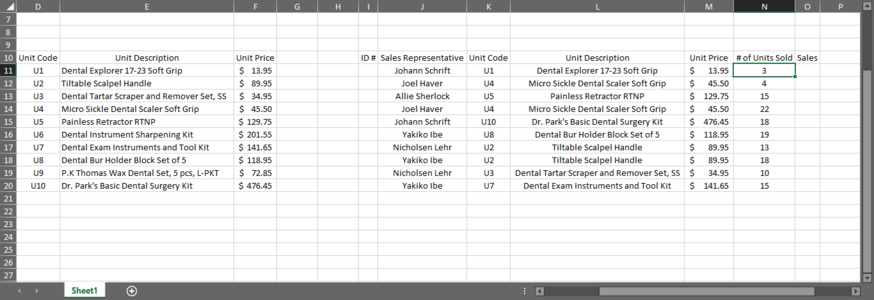 D E F G H I J K L M N O P
7
8
9
10 Unit Code Unit Description Unit Price ID # Sales Representative Unit Code Unit Description Unit Price # of Units Sold Sales
11 U1 Dental Explorer 17-23 Soft Grip $ 13.95 Johann Schrift U1 Dental Explorer 17-23 Soft Grip $ 13.95 3
12 U2 Tiltable Scalpel Handle $ 89.95 Joel Haver U4 Micro Sickle Dental Scaler Soft Grip $ 45.50 4
13 U3 Dental Tartar Scraper and Remover Set, SS $ 34.95 Allie Sherlock U5 Painless Retractor RTNP $ 129.75 15
14 U4 Micro Sickle Dental Scaler Soft Grip $ 45.50 Joel Haver U4 Micro Sickle Dental Scaler Soft Grip $ 45.50 22
15 U5 Painless Retractor RTNP $ 129.75 Johann Schrift U10 Dr. Park's Basic Dental Surgery Kit $ 476.45 18
16 U6 Dental Instrument Sharpening Kit $ 201.55 Yakiko Ibe U8 Dental Bur Holder Block Set of 5 $ 118.95 19
17 U7 Dental Exam Instruments and Tool Kit $ 141.65 Nicholsen Lehr U2 Tiltable Scalpel Handle $ 89.95 13
18 U8 Dental Bur Holder Block Set of 5 $ 118.95 Yakiko Ibe U2 Tiltable Scalpel Handle $ 89.95 18
19 U9 P.K Thomas Wax Dental Set, 5 pcs, L-PKT $ 72.85 Nicholsen Lehr U3 Dental Tartar Scraper and Remover Set, SS $ 34.95 10
20 U10 Dr. Park's Basic Dental Surgery Kit $ 476.45 Yakiko Ibe U7 Dental Exam Instruments and Tool Kit $ 141.65 15
21
22
23
24
25
26
27
Sheet1